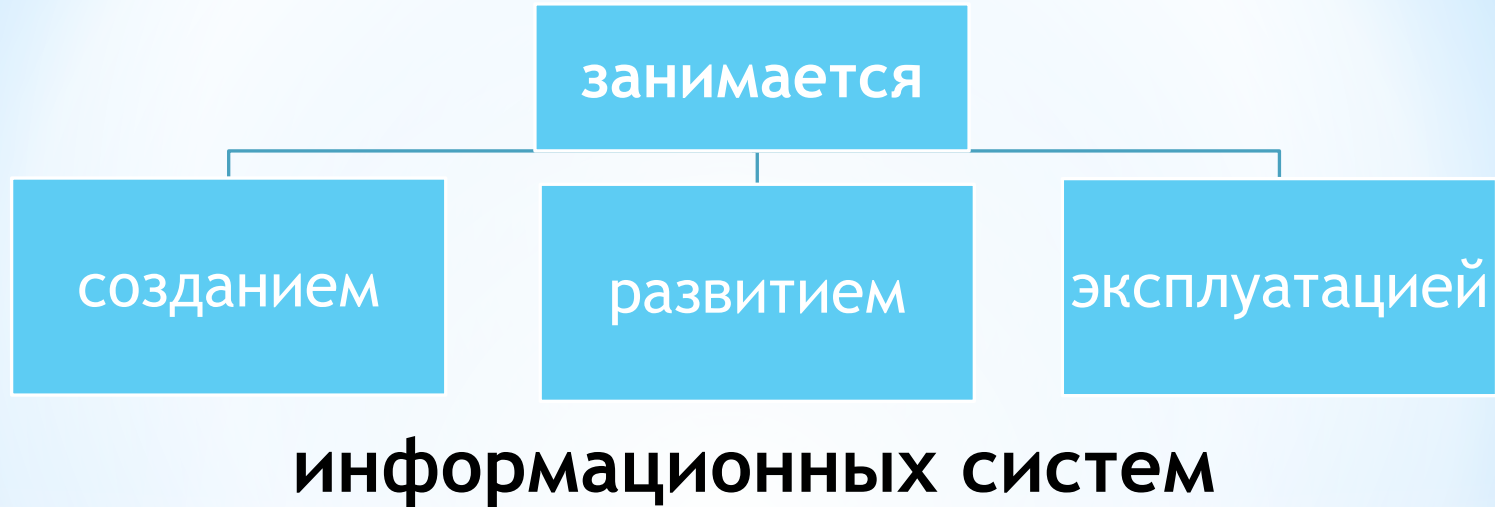 занимается
созданием
развитием
эксплуатацией
информационных систем